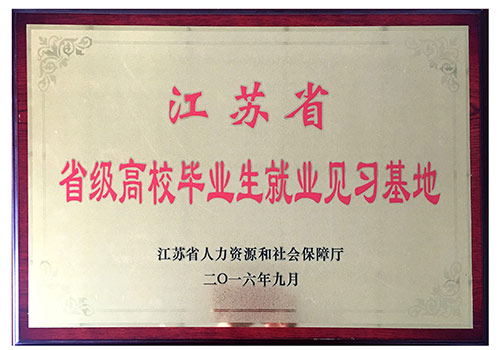 江苏省
省级高校毕业生就业见习基地
江苏省人力资源和社会保障厅
二〇一六年九月